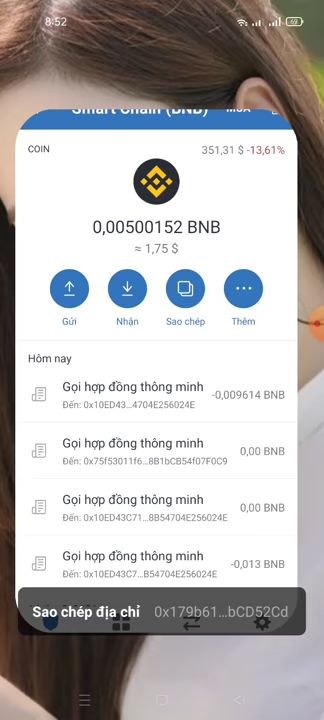 8:52
69
Smart Chain (BNB)
MUA
COIN
351,31 $ -13,61%
0,00500152 BNB
≈ 1,75 $
Gửi
Nhận
Sao chép
Thêm
Hôm nay
Gọi hợp đồng thông minh
-0,009614 BNB
Đến: 0x10ED43...4704E256024E
Gọi hợp đồng thông minh
0,00 BNB
Đến: 0x75f53011f6...8B1bCB54f07F0C9
Gọi hợp đồng thông minh
0,00 BNB
Đến: 0x10ED43C71...8B54704E256024E
Gọi hợp đồng thông minh
-0,013 BNB
Đến: 0x10ED43C7...B54704E256024E
Sao chép địa chỉ 0x179b61...bCD52Cd